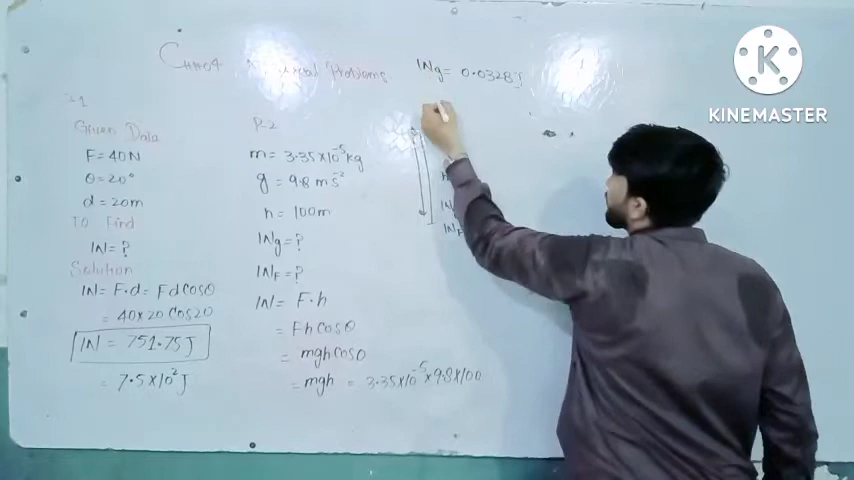 CH#04 Numerical Problems
Given Data
F = 40N
θ = 20°
d = 20m
To Find
W = ?
Solution
W = F.d = Fd cosθ
= 40x20 Cos20
W = 751.75J
= 7.5x10²J
P-2
m = 3.35x10⁻⁵kg
g = 9.8 ms⁻²
h = 100m
Wg = ?
WF = ?
W = F.h
= Fh Cosθ
= mgh cosθ
= mgh = 3.35x10⁻⁵x9.8x100
Wg = 0.0328J
KINEMASTER